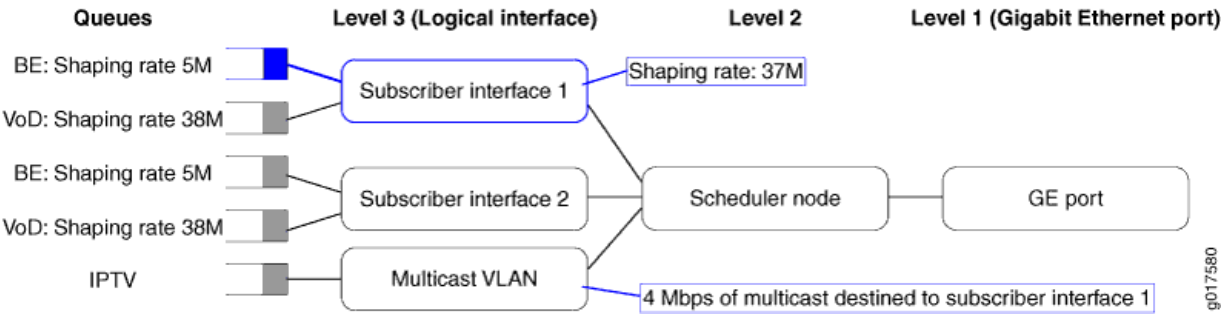 Queues Level 3 (Logical interface) Level 2 Level 1 (Gigabit Ethernet port)
BE: Shaping rate 5M
Shaping rate: 37M
Subscriber interface 1
VoD: Shaping rate 38M
BE: Shaping rate 5M
Subscriber interface 2 Scheduler node GE port
VoD: Shaping rate 38M
IPTV Multicast VLAN
4 Mbps of multicast destined to subscriber interface 1
g017580